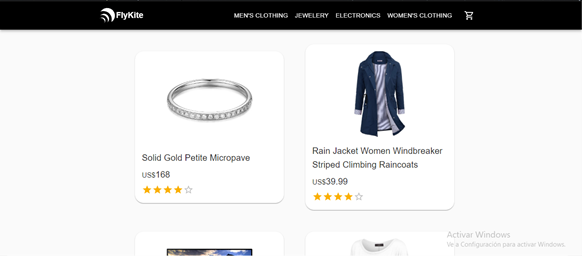 FlyKite
MEN'S CLOTHING JEWELERY ELECTRONICS WOMEN'S CLOTHING
Solid Gold Petite Micropave
US$168
Rain Jacket Women Windbreaker
Striped Climbing Raincoats
US$39.99
Activar Windows
Ve a Configuración para activar Windows.